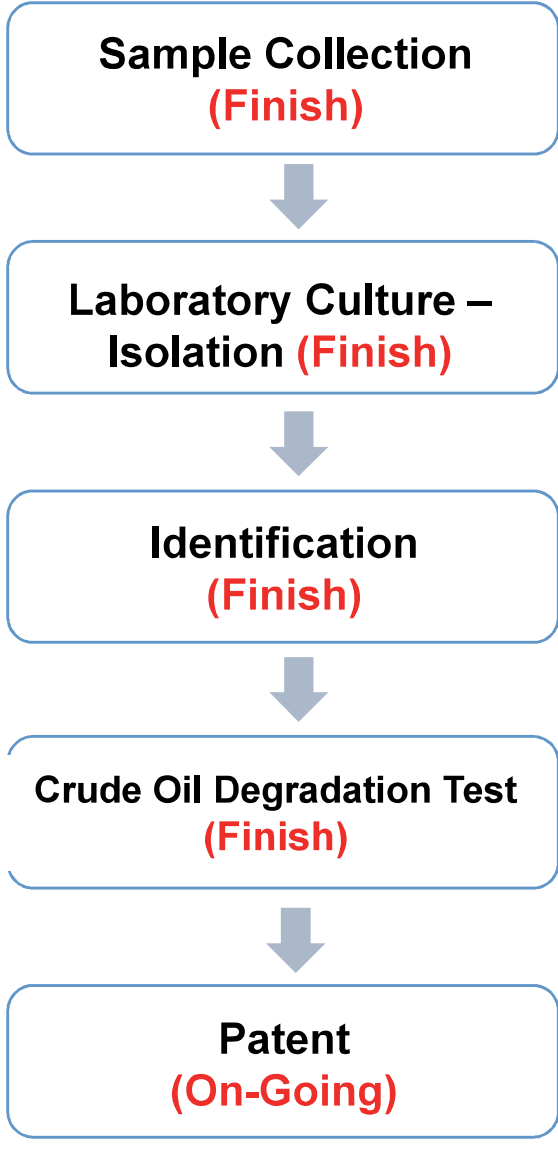 Sample Collection
(Finish)
Laboratory Culture –
Isolation (Finish)
Identification
(Finish)
Crude Oil Degradation Test
(Finish)
Patent
(On-Going)